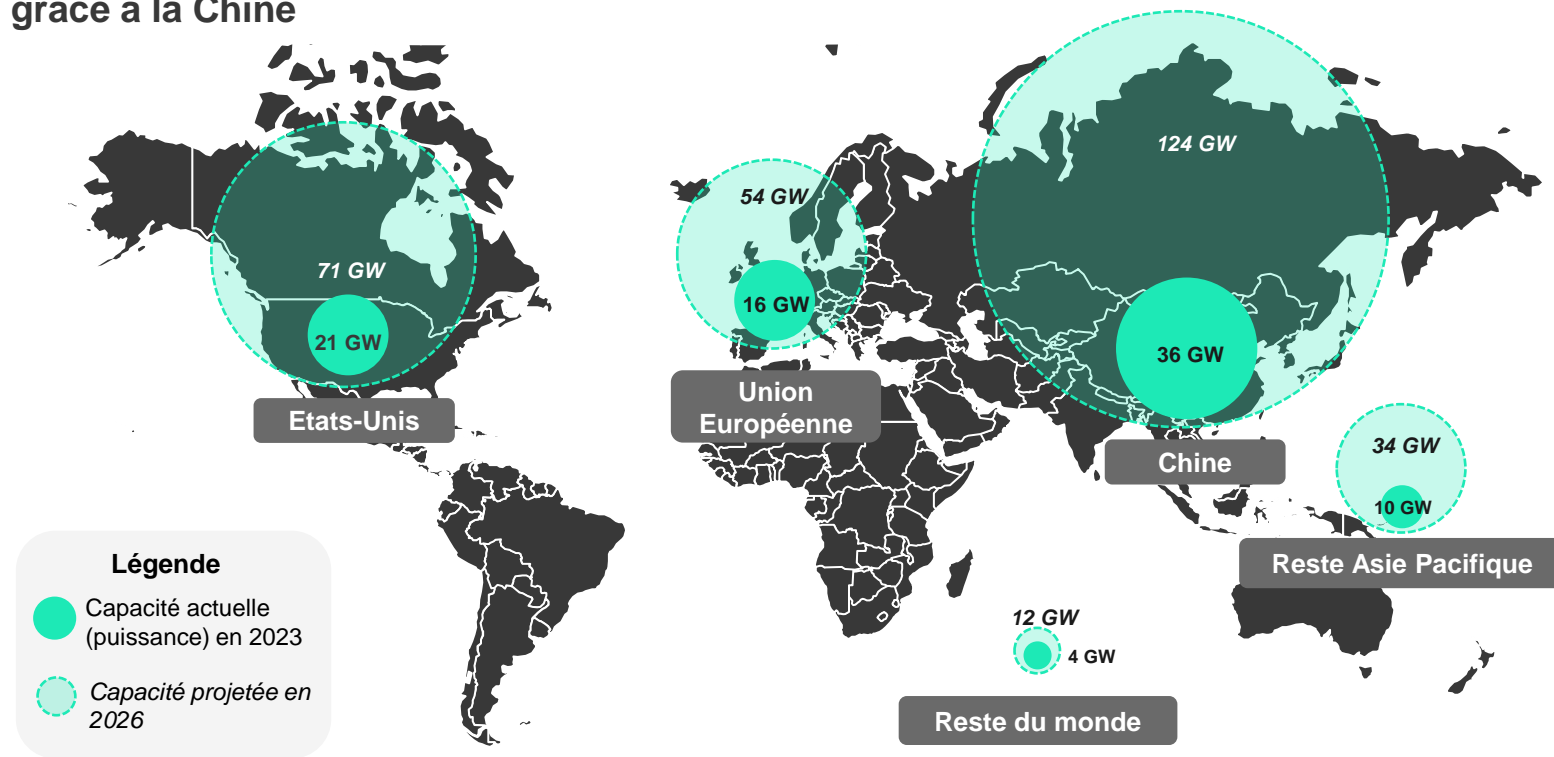 grâce à la Chine
124 GW
54 GW
71 GW
16 GW
21 GW
36 GW
Union
Européenne
Etats-Unis
Chine
34 GW
10 GW
Reste Asie Pacifique
Légende
Capacité actuelle
(puissance) en 2023
Capacité projetée en
2026
12 GW
4 GW
Reste du monde